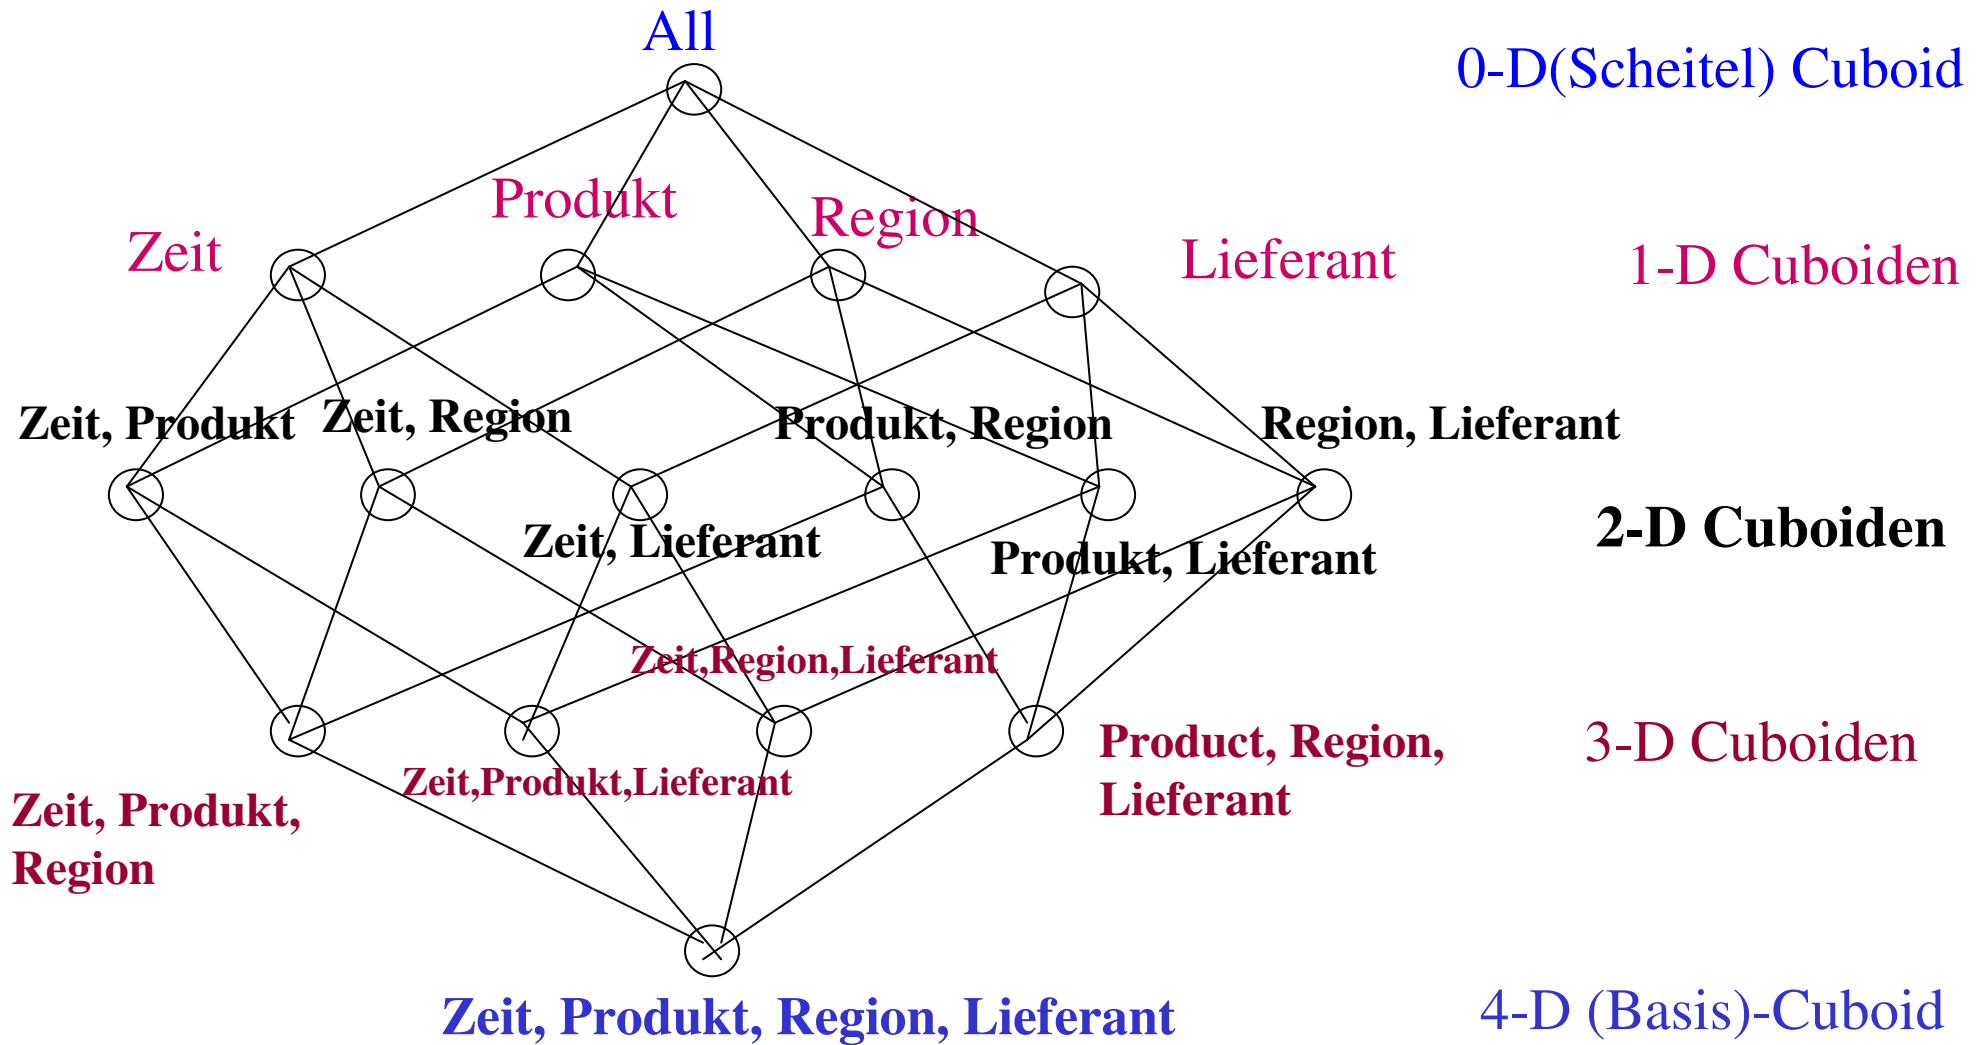 All
0-D(Scheitel) Cuboid
Produkt
Region
Zeit
Lieferant
1-D Cuboiden
Zeit, Produkt
Zeit, Region
Produkt, Region
Region, Lieferant
2-D Cuboiden
Zeit, Lieferant
Produkt, Lieferant
Zeit,Region,Lieferant
Product, Region,
Lieferant
3-D Cuboiden
Zeit,Produkt,Lieferant
Zeit, Produkt,
Region
Zeit, Produkt, Region, Lieferant
4-D (Basis)-Cuboid